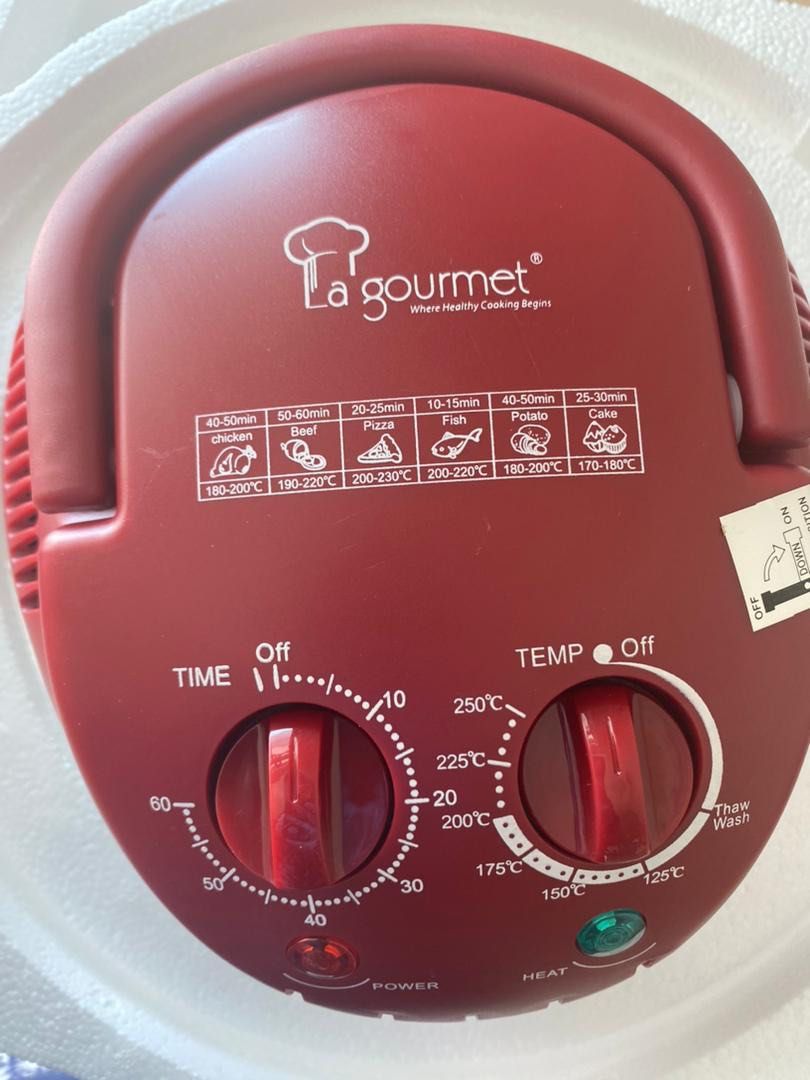 La gourmet®
Where Healthy Cooking Begins
40-50min 50-60min 20-25min 10-15min 40-50min 25-30min
chicken Beef Pizza Fish Potato Cake
180-200℃ 190-220℃ 200-230℃ 200-220℃ 180-200℃ 170-180℃
OFF
ON
DOWN
TIME Off
10
20
30
40
50
60
TEMP Off
250℃
225℃
200℃
175℃
150℃
125℃
Thaw
Wash
POWER
HEAT